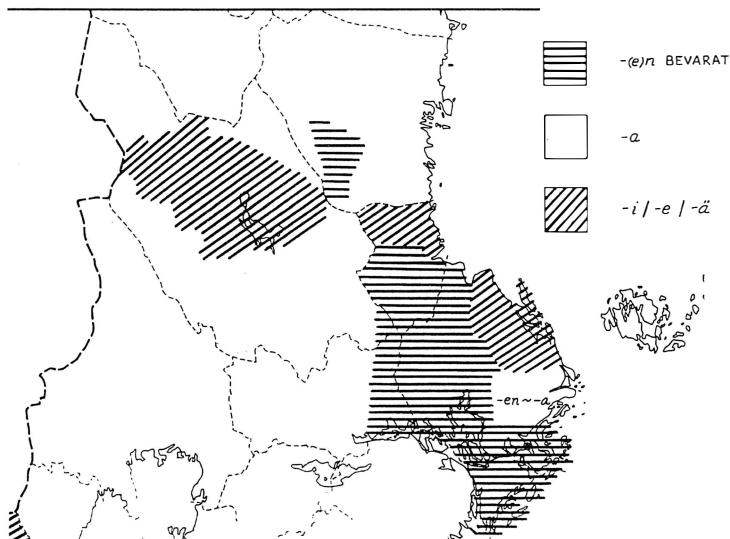 -(e)n BEVARAT
-a
-i / -e / -ä
-en ~ -a